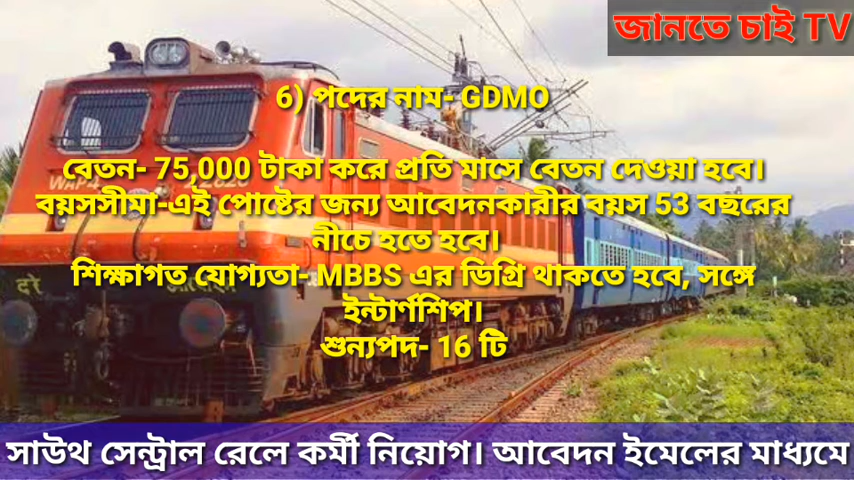 জানতে চাই TV
6) পদের নাম- GDMO
বেতন- 75,000 টাকা করে প্রতি মাসে বেতন দেওয়া হবে।
বয়সসীমা-এই পোষ্টের জন্য আবেদনকারীর বয়স 53 বছরের
নীচে হতে হবে।
শিক্ষাগত যোগ্যতা- MBBS এর ডিগ্রি থাকতে হবে, সঙ্গে
ইন্টার্ণশিপ।
শুন্যপদ- 16 টি
সাউথ সেন্ট্রাল রেলে কর্মী নিয়োগ। আবেদন ইমেলের মাধ্যমে